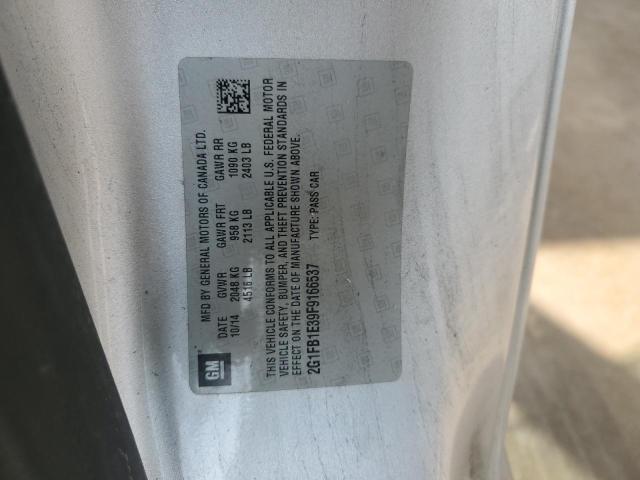 MFD BY GENERAL MOTORS OF CANADA LTD.
DATE GVWR GAWR FRT GAWR RR
10/14 2048 KG 958 KG 1090 KG
4516 LB 2113 LB 2403 LB
THIS VEHICLE CONFORMS TO ALL APPLICABLE U.S. FEDERAL MOTOR
VEHICLE SAFETY, BUMPER, AND THEFT PREVENTION STANDARDS IN
EFFECT ON THE DATE OF MANUFACTURE SHOWN ABOVE.
2G1FB1E39F9166537 TYPE: PASS CAR
GM